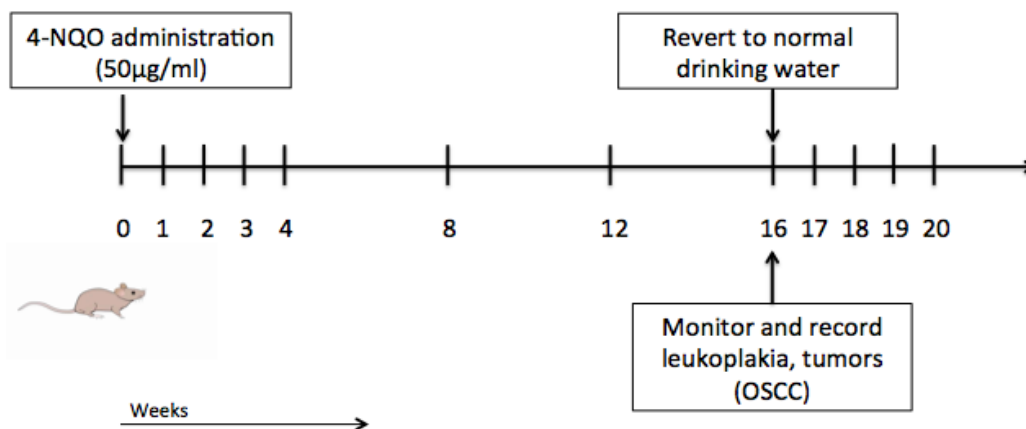 4-NQO administration
(50µg/ml)
Revert to normal
drinking water
0 1 2 3 4 8 12 16 17 18 19 20
Monitor and record
leukoplakia, tumors
(OSCC)
Weeks